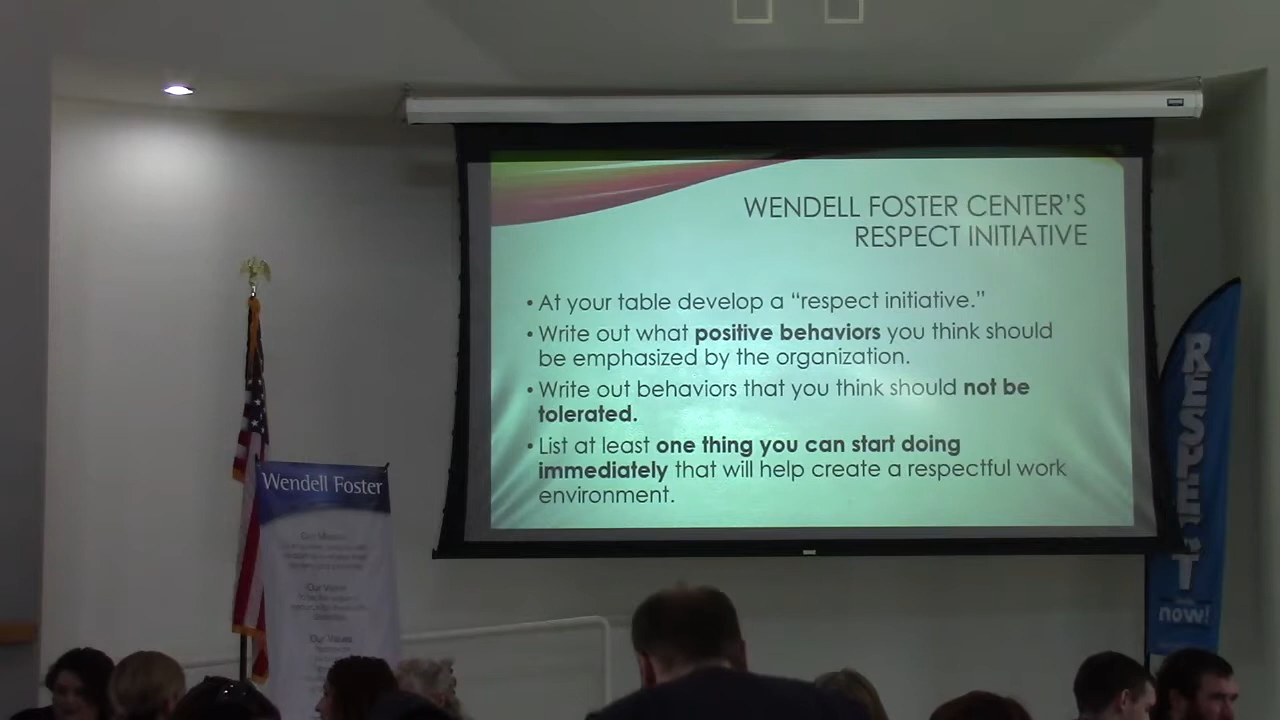 WENDELL FOSTER CENTER'S
RESPECT INITIATIVE
• At your table develop a “respect initiative.”
• Write out what positive behaviors you think should
be emphasized by the organization.
• Write out behaviors that you think should not be
tolerated.
• List at least one thing you can start doing
immediately that will help create a respectful work
environment.
Wendell Foster
Our Mission
Our Vision
Our Values
RESPECT
now!